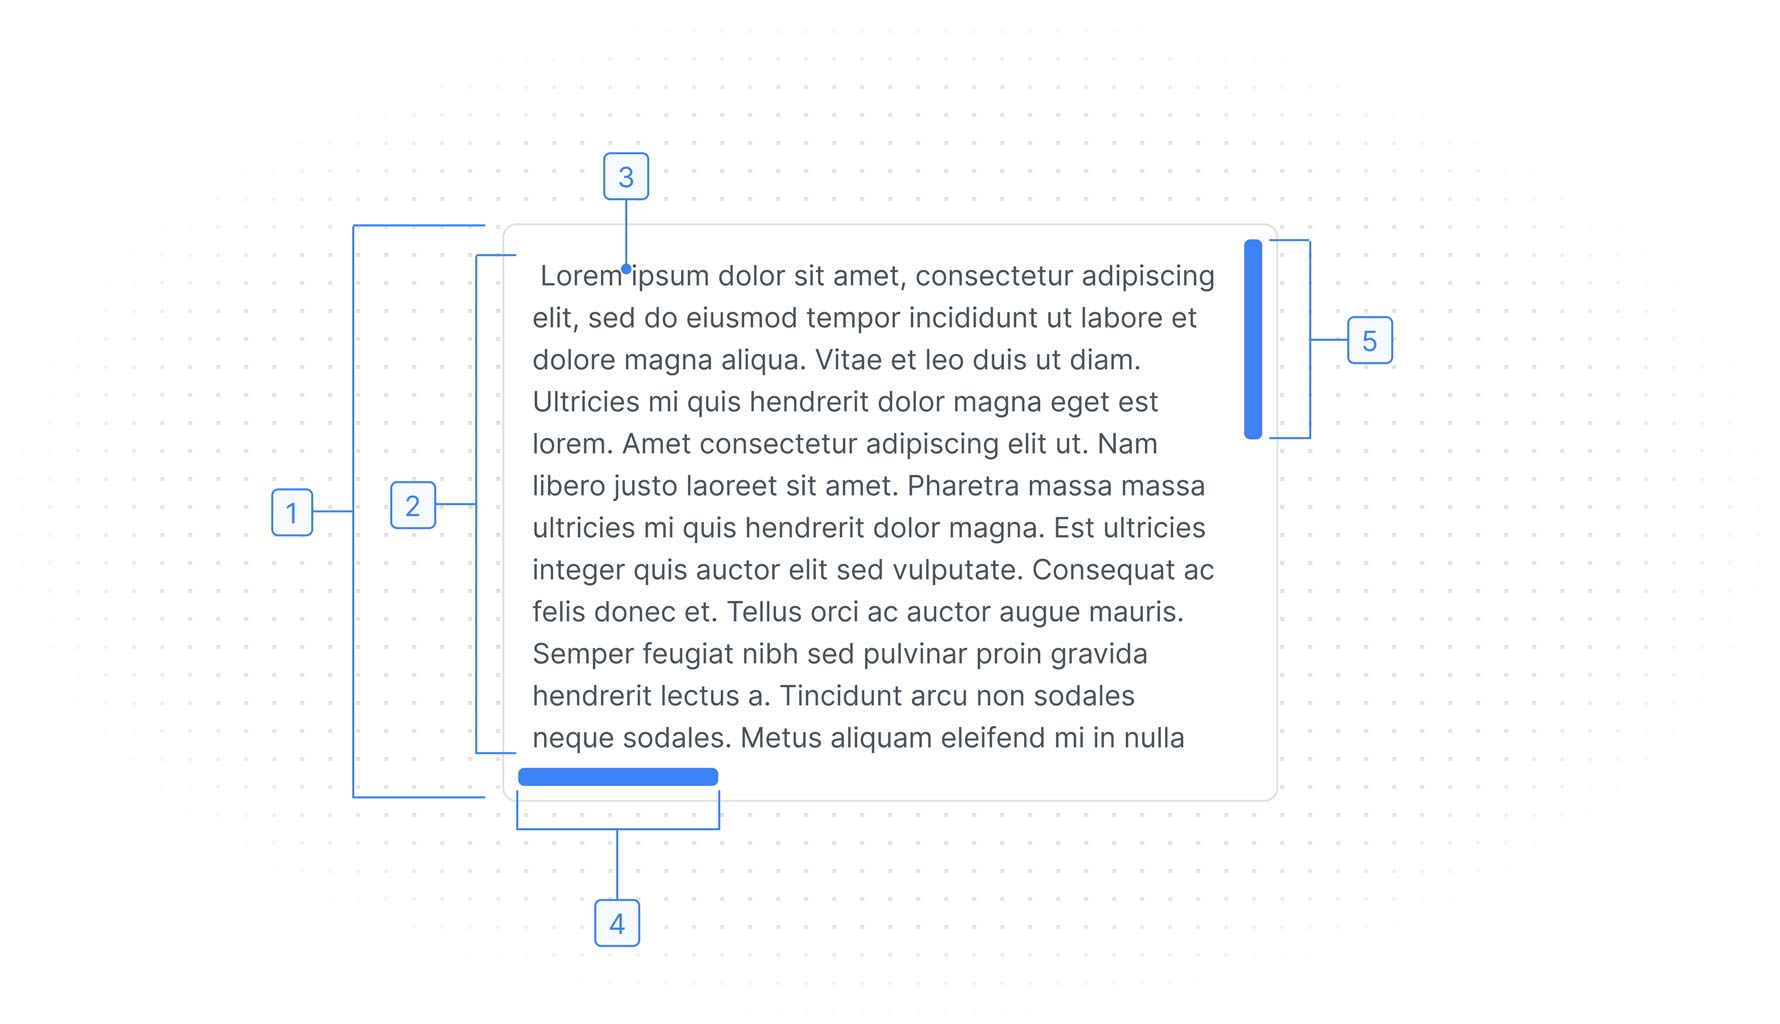 3
Lorem ipsum dolor sit amet, consectetur adipiscing
elit, sed do eiusmod tempor incididunt ut labore et
dolore magna aliqua. Vitae et leo duis ut diam.
Ultricies mi quis hendrerit dolor magna eget est
lorem. Amet consectetur adipiscing elit ut. Nam
libero justo laoreet sit amet. Pharetra massa massa
ultricies mi quis hendrerit dolor magna. Est ultricies
integer quis auctor elit sed vulputate. Consequat ac
felis donec et. Tellus orci ac auctor augue mauris.
Semper feugiat nibh sed pulvinar proin gravida
hendrerit lectus a. Tincidunt arcu non sodales
neque sodales. Metus aliquam eleifend mi in nulla
5
1
2
4